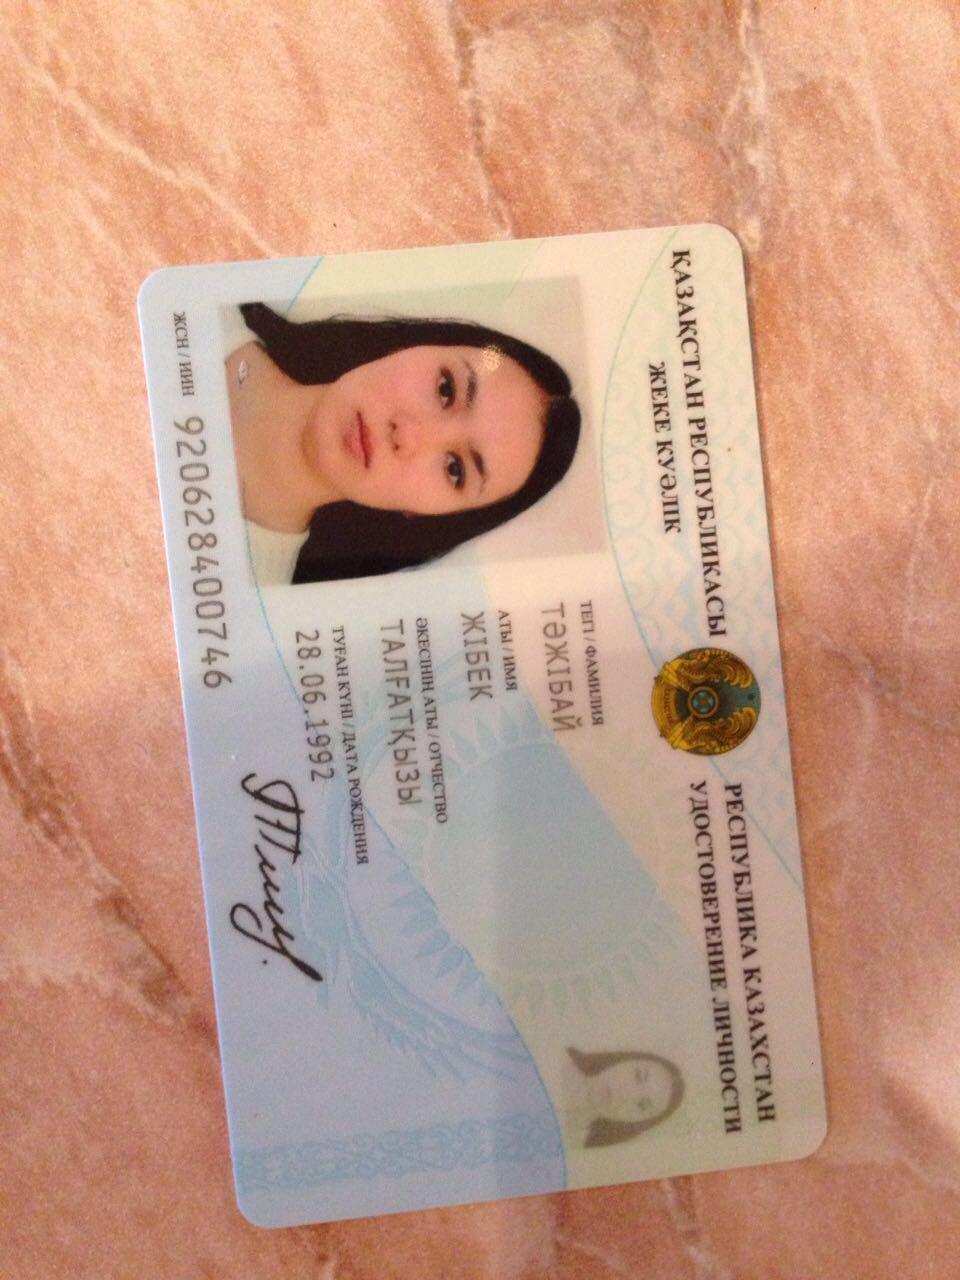 ҚАЗАҚСТАН РЕСПУБЛИКАСЫ
ЖЕКЕ КУӘЛІК
РЕСПУБЛИКА КАЗАХСТАН
УДОСТОВЕРЕНИЕ ЛИЧНОСТИ
ТЕГІ / ФАМИЛИЯ
ТӘЖІБАЙ
АТЫ / ИМЯ
ЖІБЕК
ӘКЕСІНІҢ АТЫ / ОТЧЕСТВО
ТАЛҒАТҚЫЗЫ
ТУҒАН КҮНІ / ДАТА РОЖДЕНИЯ
28.06.1992
ЖСН / ИИН 920628400746